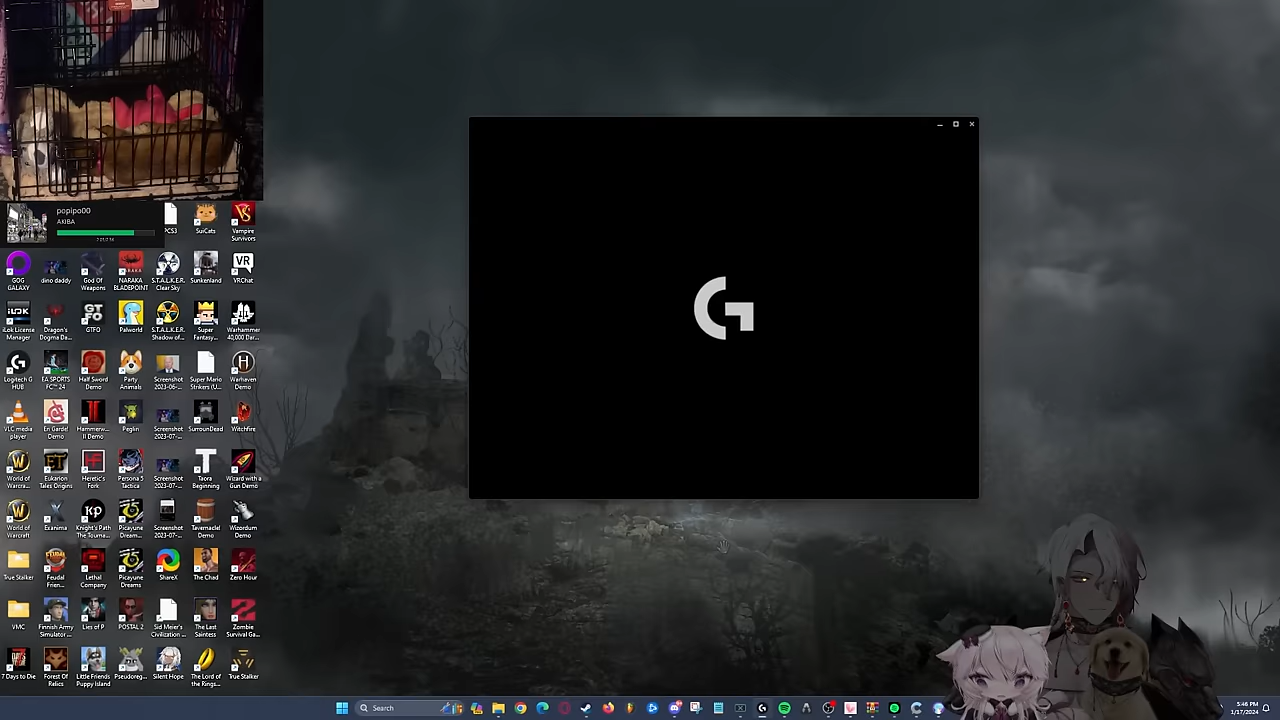 popipo00
AKIBA
PCS3
SuiCats
Vampire
Survivors
GOG
GALAXY
dino daddy
God Of
Weapons
NARAKA
BLADEPOINT
S.T.A.L.K.E.R.
Clear Sky
Sunkenland
VR
VRChat
iLok License
Manager
Dragon's
Dogma Da...
GTFO
Palworld
S.T.A.L.K.E.R.
Shadow of...
Super
Fantasy...
Warhammer
40,000 Dar...
Logitech G
HUB
EA SPORTS
FC™ 24
Half Sword
Demo
Party
Animals
Screenshot
2023-06-...
Super Mario
Strikers (U...
Warhaven
Demo
VLC media
player
En Garde!
Demo
Hammerw...
II Demo
Peglin
Screenshot
2023-07-...
SurrounDead
Witchfire
World of
Warcra...
Eukarion
Tales Origins
Heretic's
Fork
Persona 5
Tactica
Screenshot
2023-07-...
Taora
Beginning
Wizard with a
Gun Demo
World of
Warcraft
Exanima
Knight's Path
The Tourna...
Picayune
Dream...
Screenshot
2023-07-...
Tavernacle!
Demo
Wizordum
Demo
True Stalker
Feudal
Frien...
Lethal
Company
Picayune
Dreams
ShareX
The Chad
Zero Hour
VMC
Finnish Army
Simulator ...
Lies of P
POSTAL 2
Sid Meier's
Civilization ...
The Last
Saintess
Zombie
Survival Ga...
7 Days to Die
Forest Of
Relics
Little Friends
Puppy Island
Pseudoreg...
Silent Hope
The Lord of
the Rings...
True Stalker
Search
5:46 PM
1/17/2024